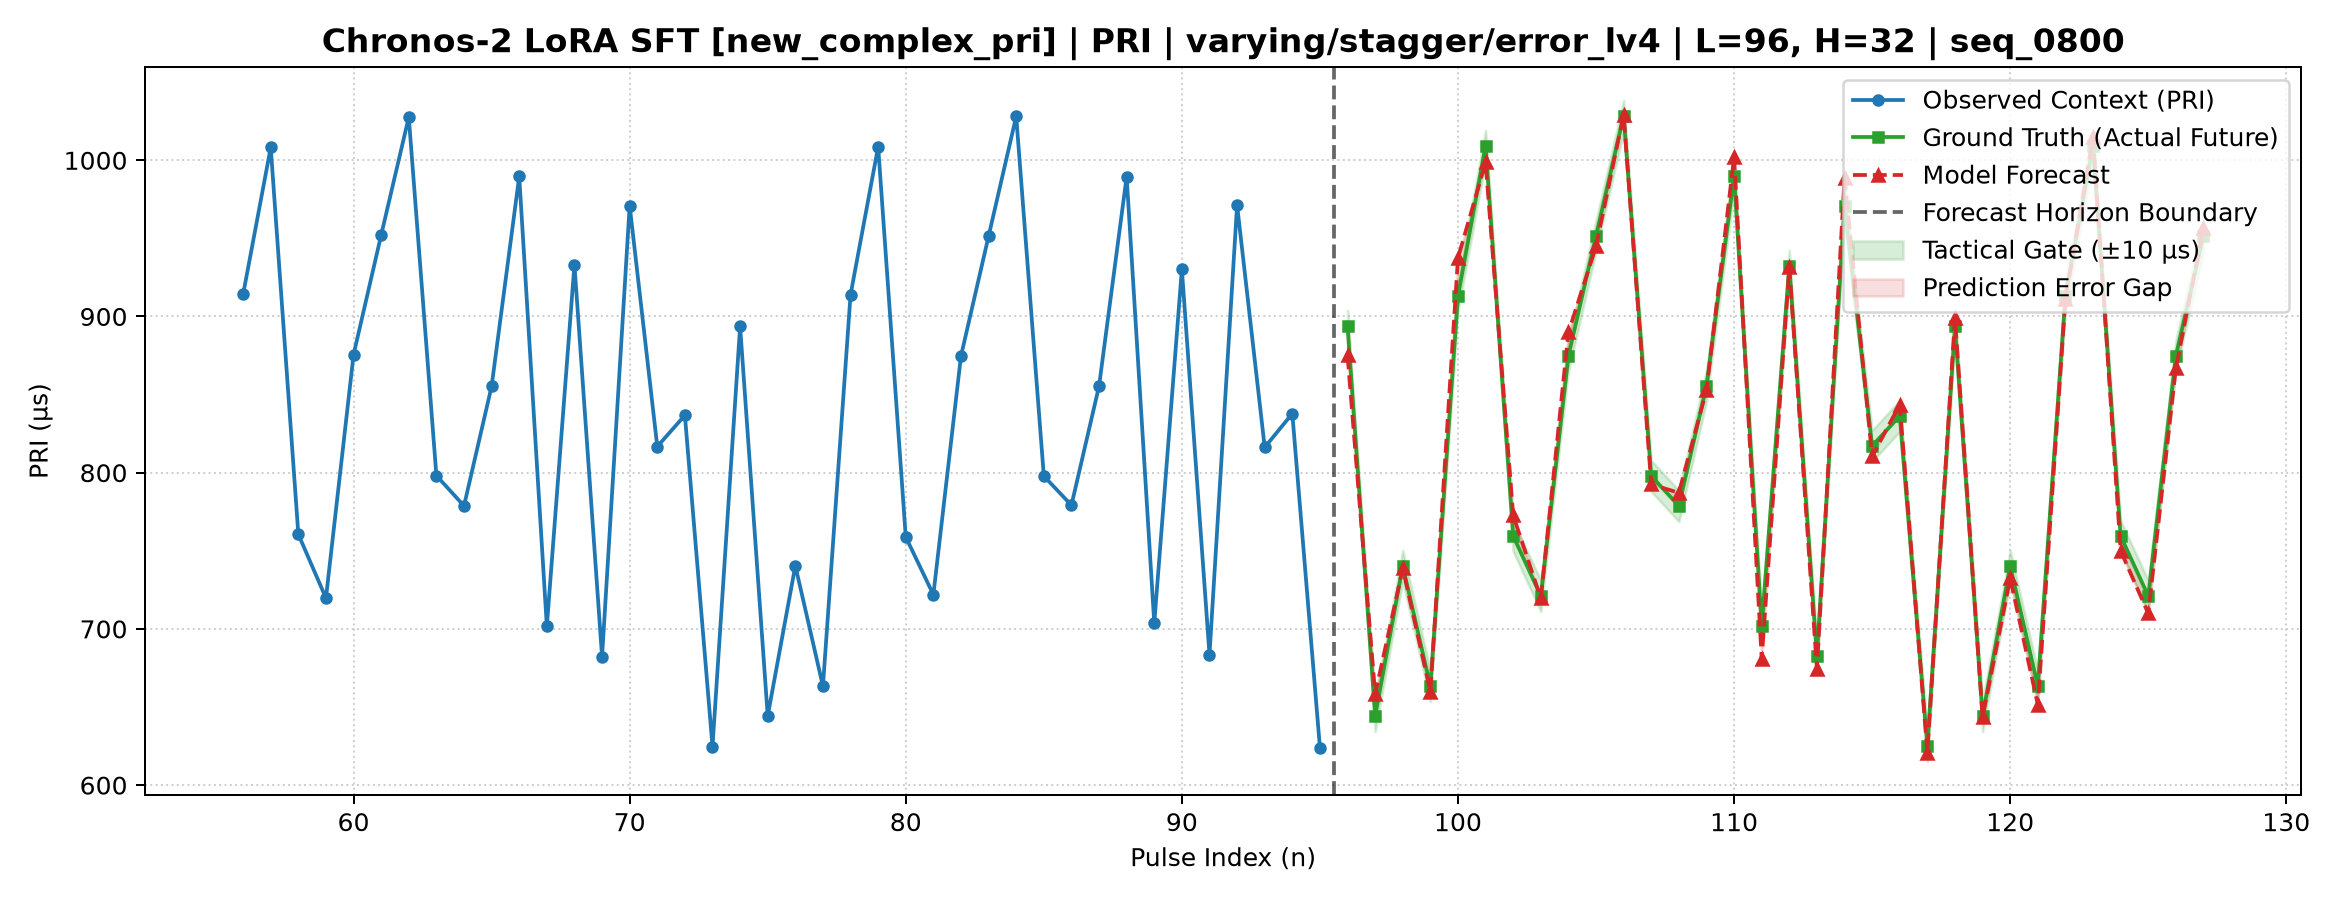 Chronos-2 LoRA SFT [new_complex_pri] | PRI | varying/stagger/error_lv4 | L=96, H=32 | seq_0800
PRI (µs)
1000
900
800
700
600
Observed Context (PRI)
Ground Truth (Actual Future)
Model Forecast
Forecast Horizon Boundary
Tactical Gate (±10 µs)
Prediction Error Gap
60 70 80 90 100 110 120 130
Pulse Index (n)